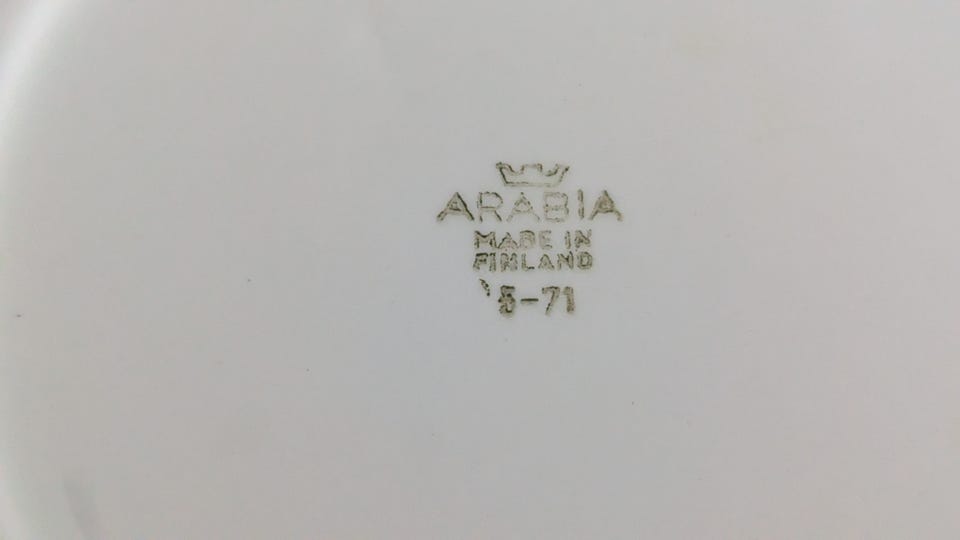 ARABIA
MADE IN
FINLAND
5-71